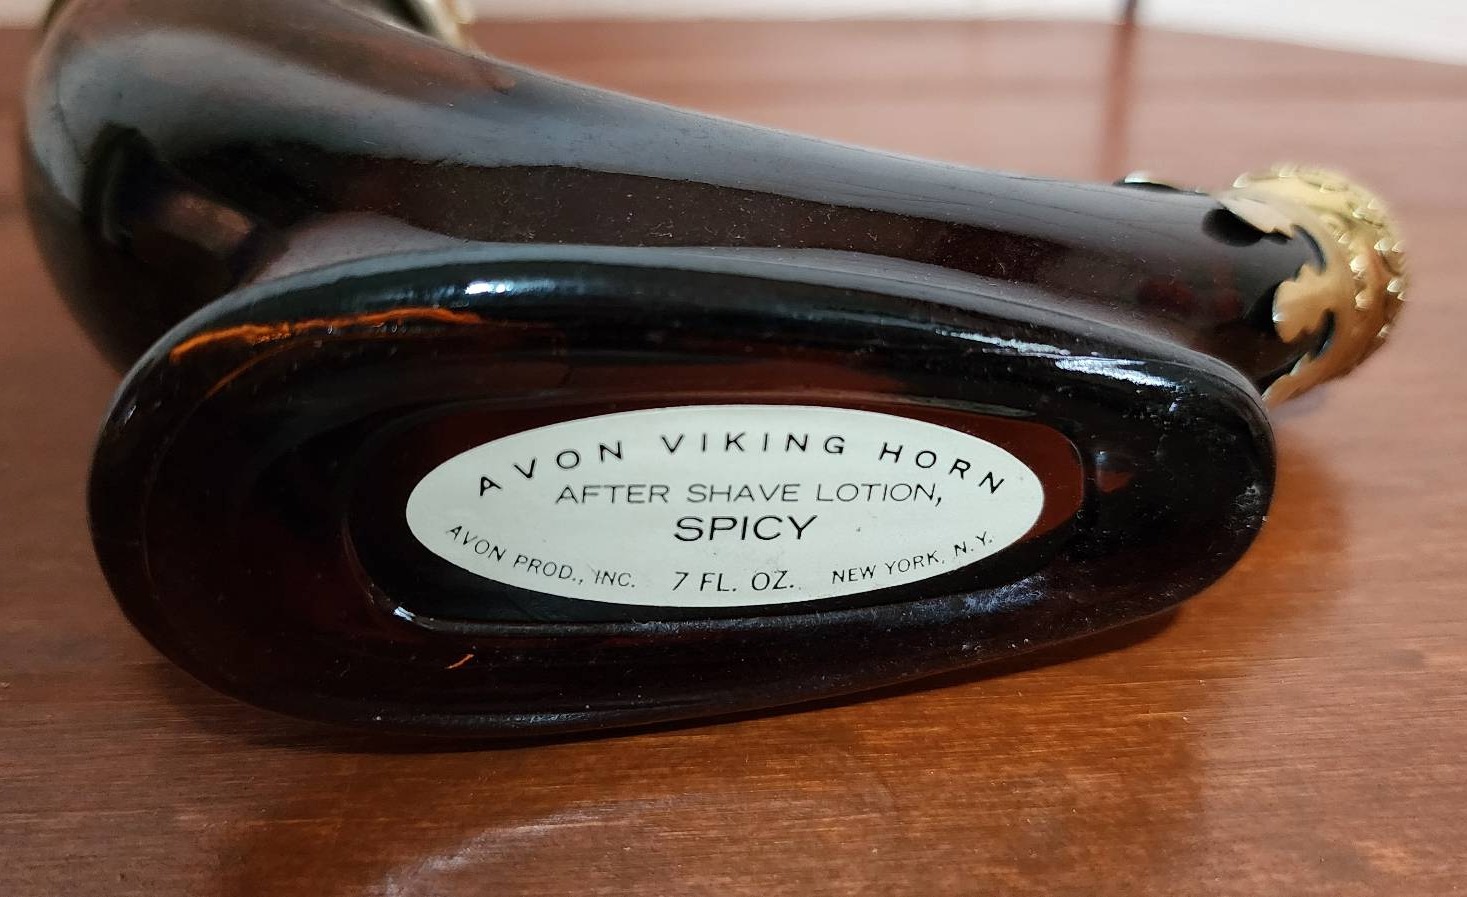 AVON VIKING HORN
AFTER SHAVE LOTION,
SPICY
AVON PROD., INC. 7 FL. OZ. NEW YORK, N.Y.